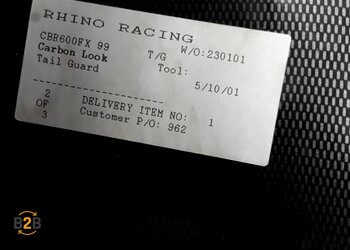 RHINO RACING
W/O:230101
CBR600FX 99
Carbon Look T/G
Tail Guard Tool:
5/10/01
2 OF 3
DELIVERY ITEM NO: 1
Customer P/O: 962
B2B